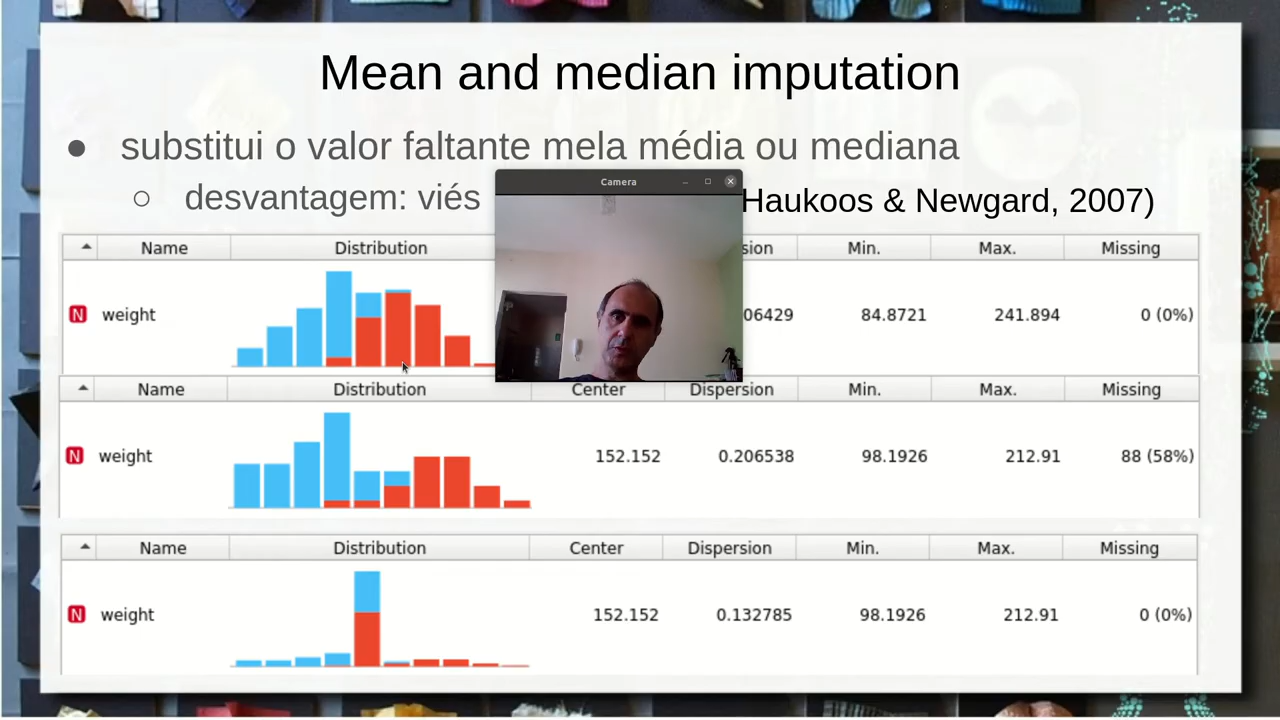 Mean and median imputation
● substitui o valor faltante mela média ou mediana
○ desvantagem: viés
Haukoos & Newgard, 2007)
Camera
Name Distribution sion Min. Max. Missing
N weight 06429 84.8721 241.894 0 (0%)
Name Distribution Center Dispersion Min. Max. Missing
N weight 152.152 0.206538 98.1926 212.91 88 (58%)
Name Distribution Center Dispersion Min. Max. Missing
N weight 152.152 0.132785 98.1926 212.91 0 (0%)